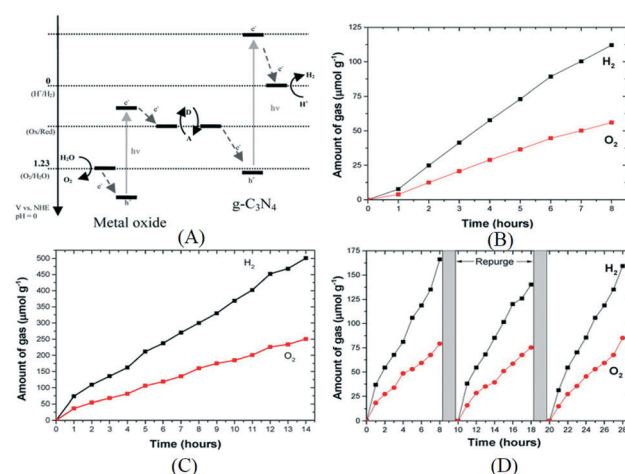 e⁻
e⁻
0
(H⁺/H₂)
H₂
H⁺
hν
e⁻
e⁻
D
A
e⁻
(Ox/Red)
hν
1.23
(O₂/H₂O)
H₂O
O₂
e⁻
h⁺
h⁺
V vs. NHE
pH = 0
Metal oxide
g-C₃N₄
(A)
Amount of gas (μmol g⁻¹)
120
100
80
60
40
20
0
H₂
O₂
0 1 2 3 4 5 6 7 8
Time (hours)
(B)
Amount of gas (μmol g⁻¹)
500
450
400
350
300
250
200
150
100
50
0
H₂
O₂
0 1 2 3 4 5 6 7 8 9 10 11 12 13 14
Time (hours)
(C)
Amount of gas (μmol g⁻¹)
175
150
125
100
75
50
25
0
Repurge
H₂
O₂
0 2 4 6 8 10 12 14 16 18 20 22 24 26 28
Time (hours)
(D)